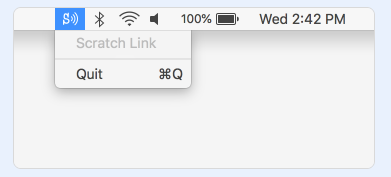 100% Wed 2:42 PM
Scratch Link
Quit ⌘Q